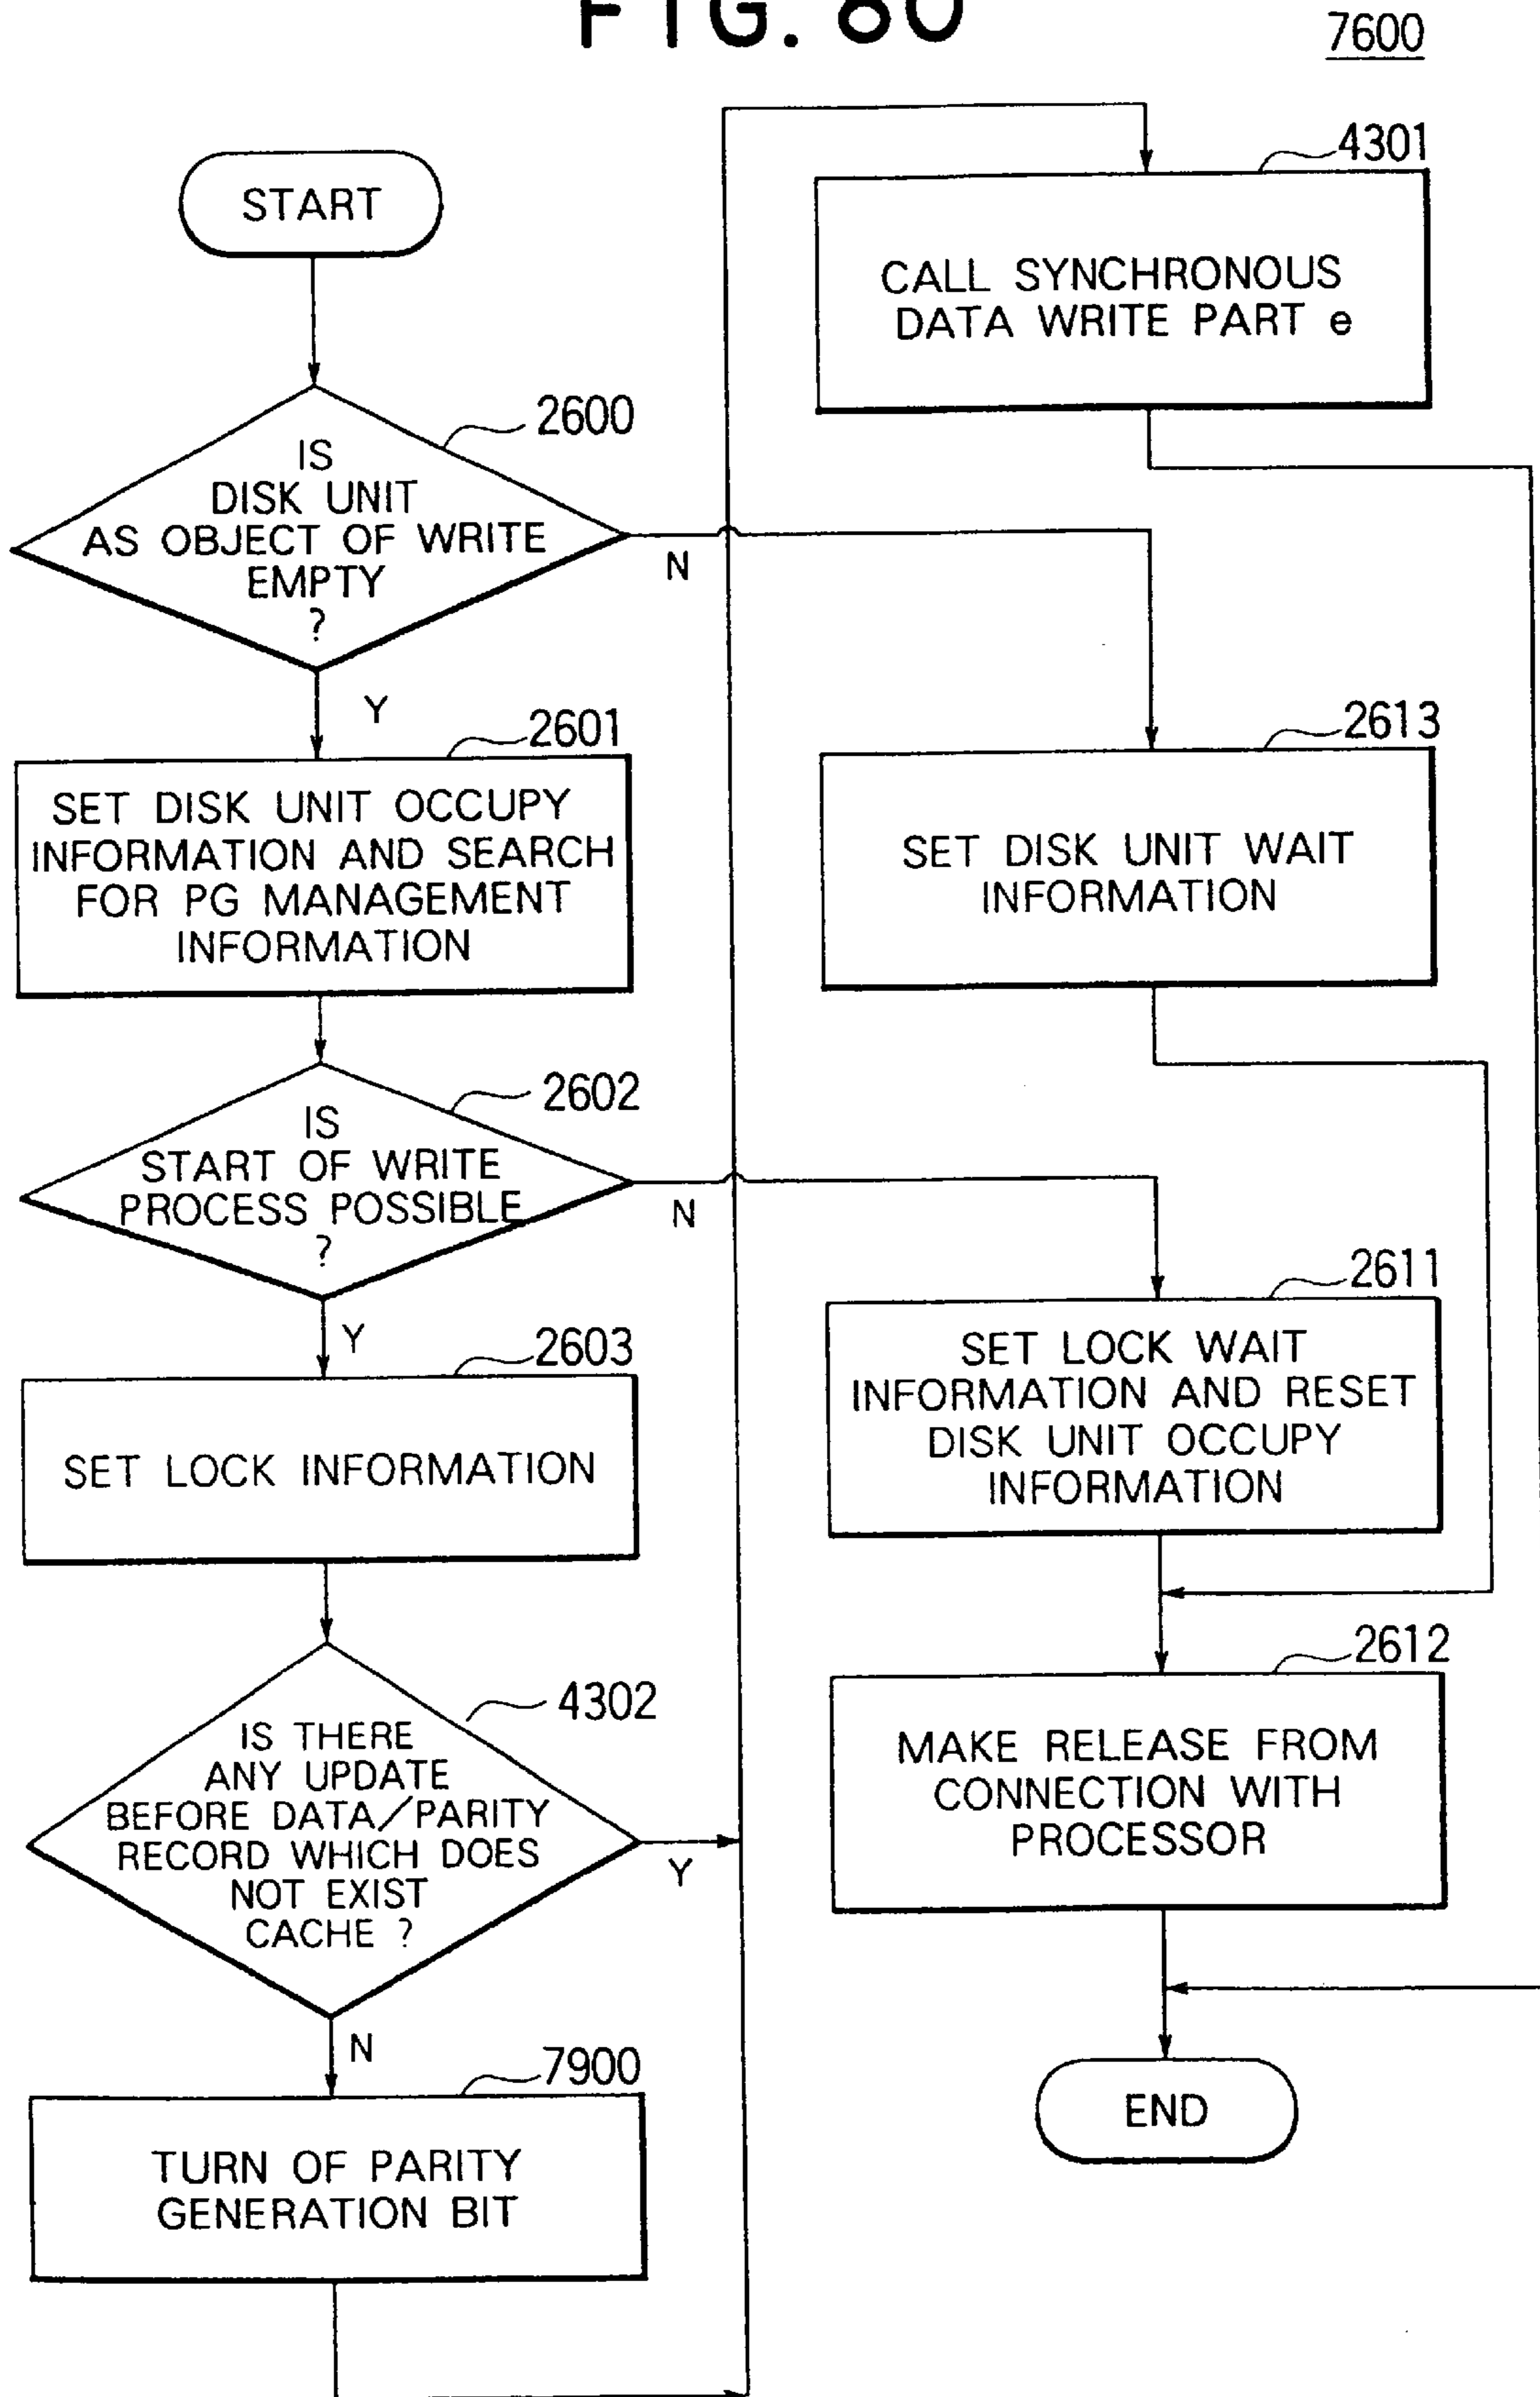 FIG. 80
7600
START
2600
IS
DISK UNIT
AS OBJECT OF WRITE
EMPTY
?
N
Y
2601
SET DISK UNIT OCCUPY
INFORMATION AND SEARCH
FOR PG MANAGEMENT
INFORMATION
2602
IS
START OF WRITE
PROCESS POSSIBLE
?
N
Y
2603
SET LOCK INFORMATION
4302
IS THERE
ANY UPDATE
BEFORE DATA/PARITY
RECORD WHICH DOES
NOT EXIST
CACHE ?
Y
N
7900
TURN OF PARITY
GENERATION BIT
4301
CALL SYNCHRONOUS
DATA WRITE PART e
2613
SET DISK UNIT WAIT
INFORMATION
2611
SET LOCK WAIT
INFORMATION AND RESET
DISK UNIT OCCUPY
INFORMATION
2612
MAKE RELEASE FROM
CONNECTION WITH
PROCESSOR
END